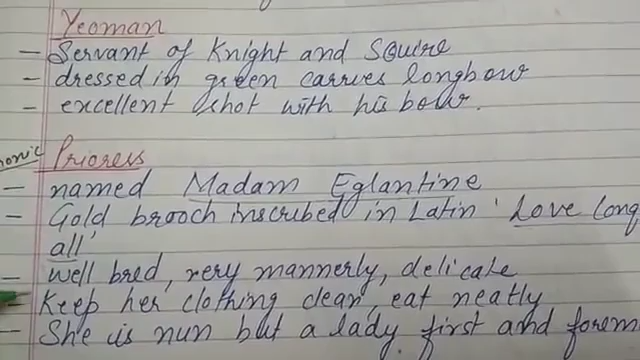 Yeoman
- Servant of Knight and Squire
- dressed in green carries longbow
- excellent shot with his bow.
Prioress
- named Madam Eglantine
- Gold brooch inscribed in Latin 'Love Conq
all'
- well bred, very mannerly, delicate
Keep her clothing clean, eat neatly
- She is nun but a lady first and forem